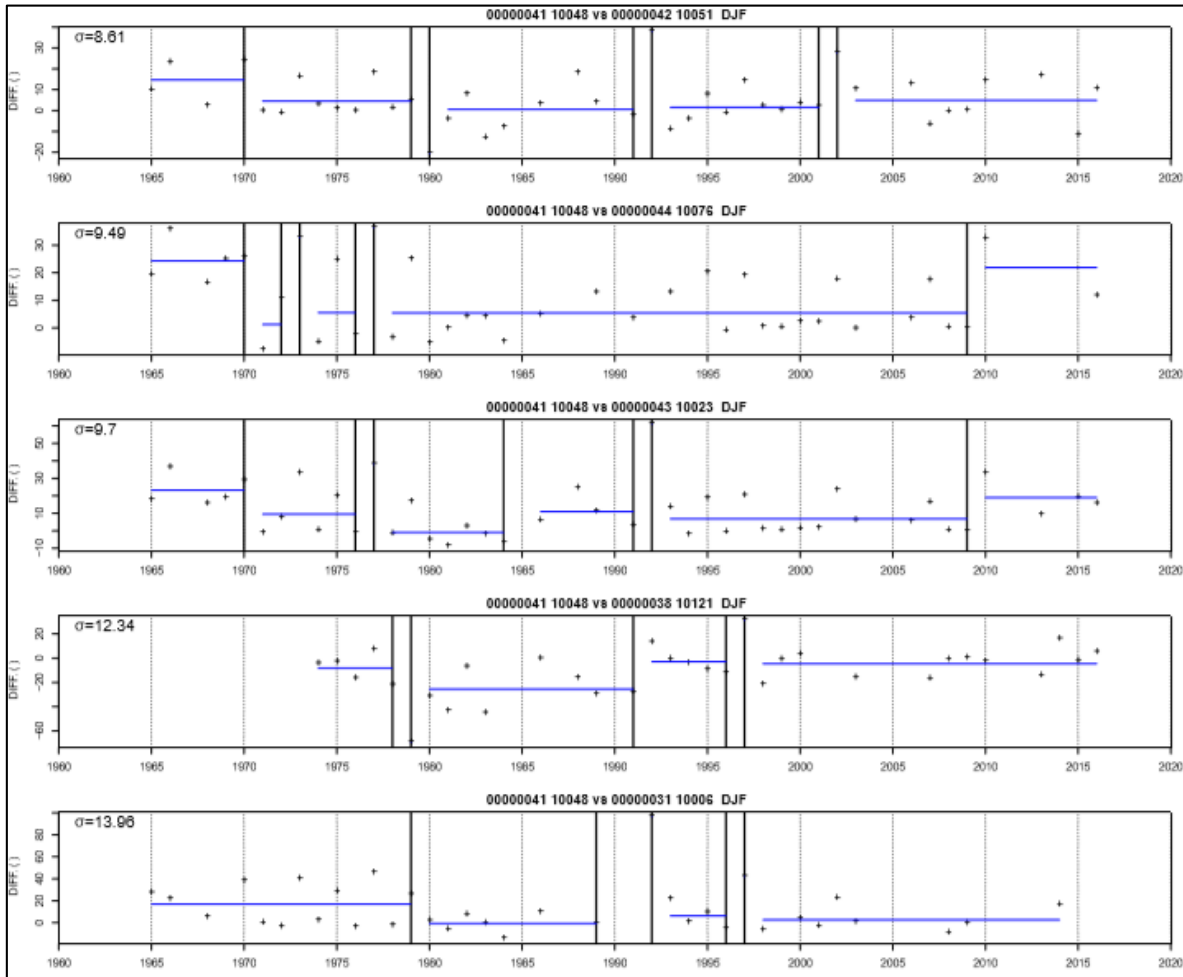 00000041 10048 vs 00000042 10051 DJF
σ=8.61
DIFF. ( )
-20 0 10 30
1960 1965 1970 1975 1980 1985 1990 1995 2000 2005 2010 2015 2020
00000041 10048 vs 00000044 10076 DJF
σ=9.49
DIFF. ( )
0 10 20 30
1960 1965 1970 1975 1980 1985 1990 1995 2000 2005 2010 2015 2020
00000041 10048 vs 00000043 10023 DJF
σ=9.7
DIFF. ( )
-10 10 30 50
1960 1965 1970 1975 1980 1985 1990 1995 2000 2005 2010 2015 2020
00000041 10048 vs 00000038 10121 DJF
σ=12.34
DIFF. ( )
-60 -20 0 20
1960 1965 1970 1975 1980 1985 1990 1995 2000 2005 2010 2015 2020
00000041 10048 vs 00000031 10006 DJF
σ=13.96
DIFF. ( )
0 20 40 60 80
1960 1965 1970 1975 1980 1985 1990 1995 2000 2005 2010 2015 2020